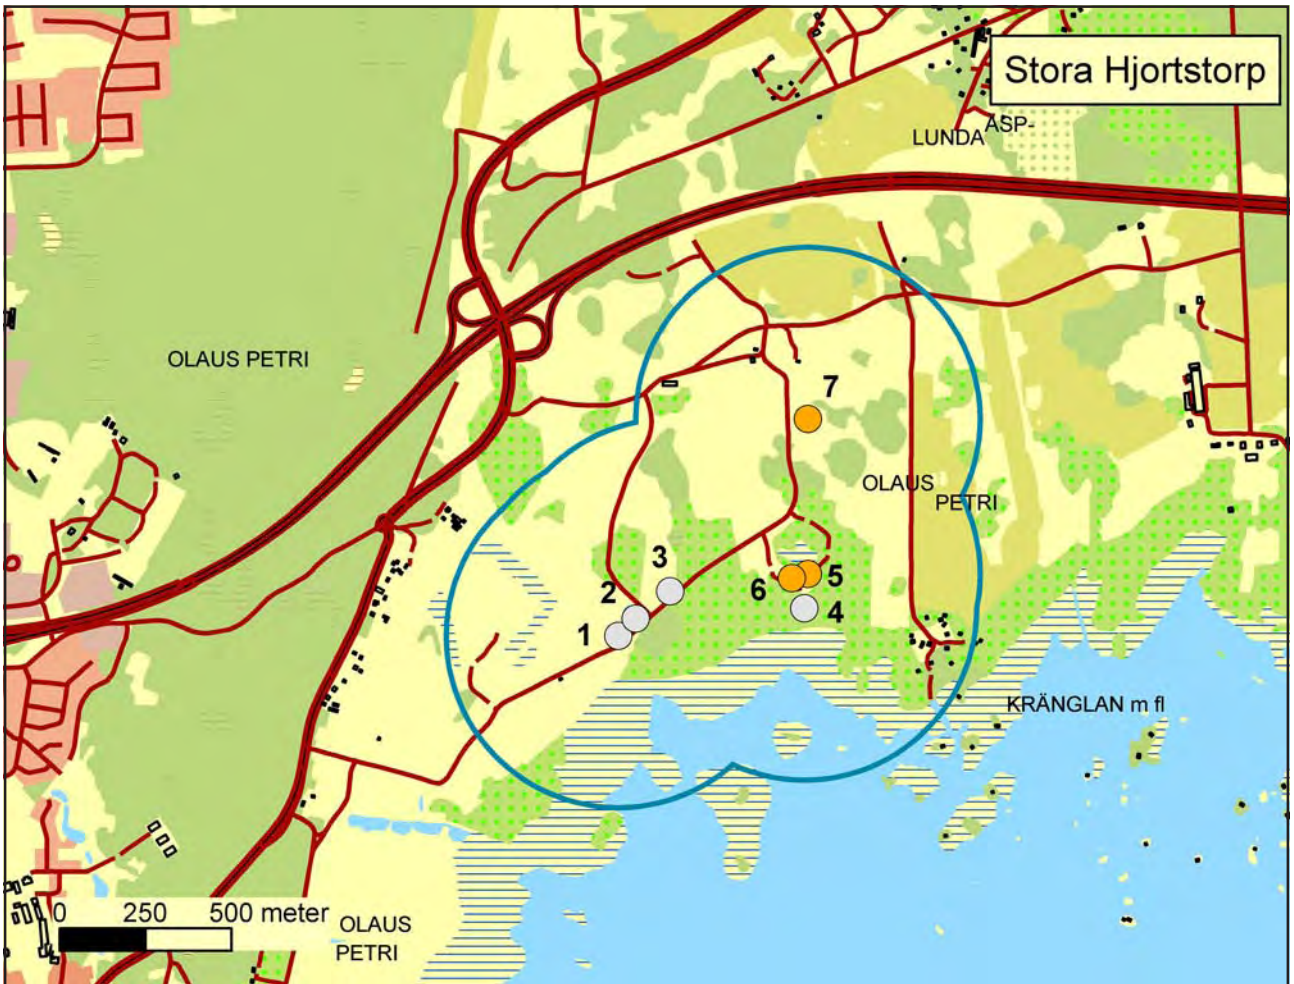 Stora Hjortstorp
ASP-
LUNDA
OLAUS PETRI
7
OLAUS
PETRI
3
2
1
6
5
4
KRÄNGLAN m fl
0 250 500 meter
OLAUS
PETRI